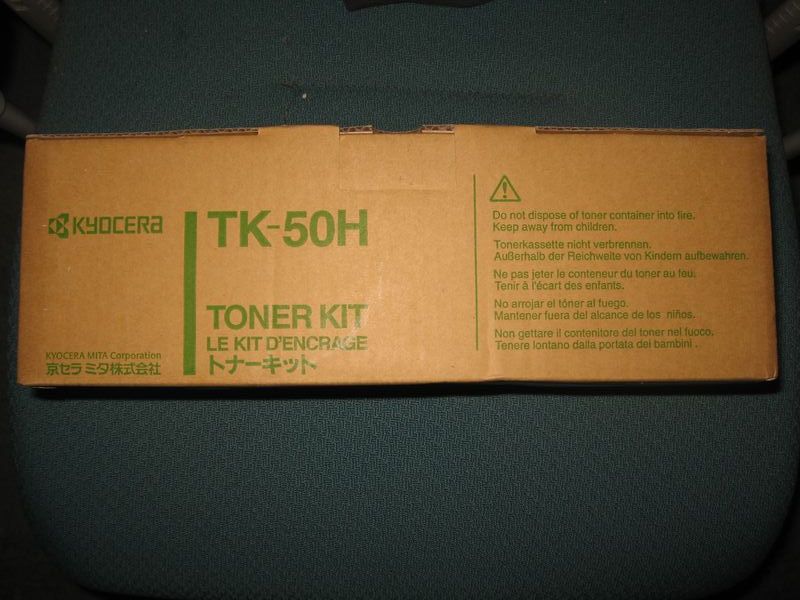 KYOCERA
TK-50H
TONER KIT
LE KIT D'ENCRAGE
トナーキット
KYOCERA MITA Corporation
京セラ ミタ株式会社
Do not dispose of toner container into fire.
Keep away from children.
Tonerkassette nicht verbrennen.
Außerhalb der Reichweite von Kindern aufbewahren.
Ne pas jeter le conteneur du toner au feu.
Tenir à l'écart des enfants.
No arrojar el tóner al fuego.
Mantener fuera del alcance de los niños.
Non gettare il contenitore del toner nel fuoco.
Tenere lontano dalla portata dei bambini .